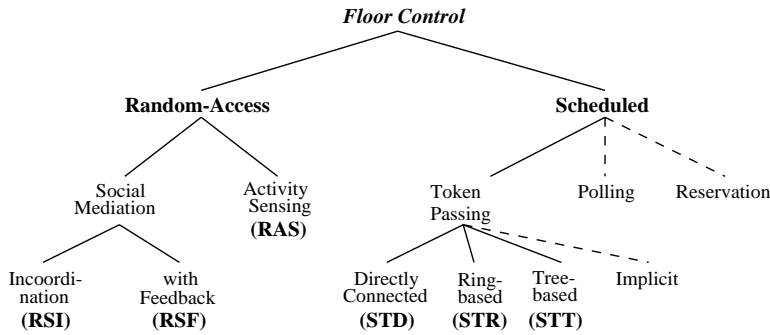 Floor Control
Random-Access
Scheduled
Social
Mediation
Activity
Sensing
(RAS)
Token
Passing
Polling
Reservation
Incoordi-
nation
(RSI)
with
Feedback
(RSF)
Directly
Connected
(STD)
Ring-
based
(STR)
Tree-
based
(STT)
Implicit